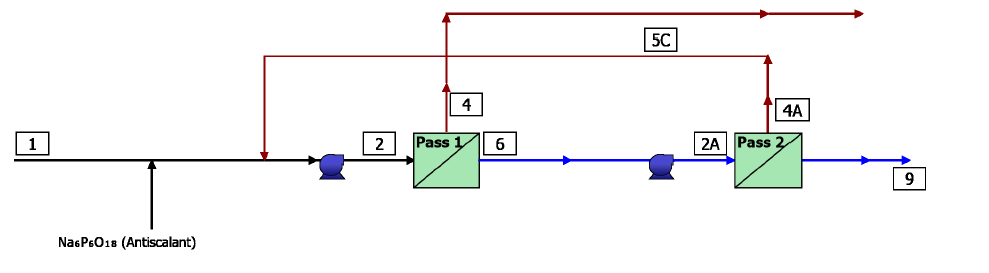 5C
4
4A
1
2
Pass 1
6
2A
Pass 2
9
Na₆P₆O₁₈ (Antiscalant)